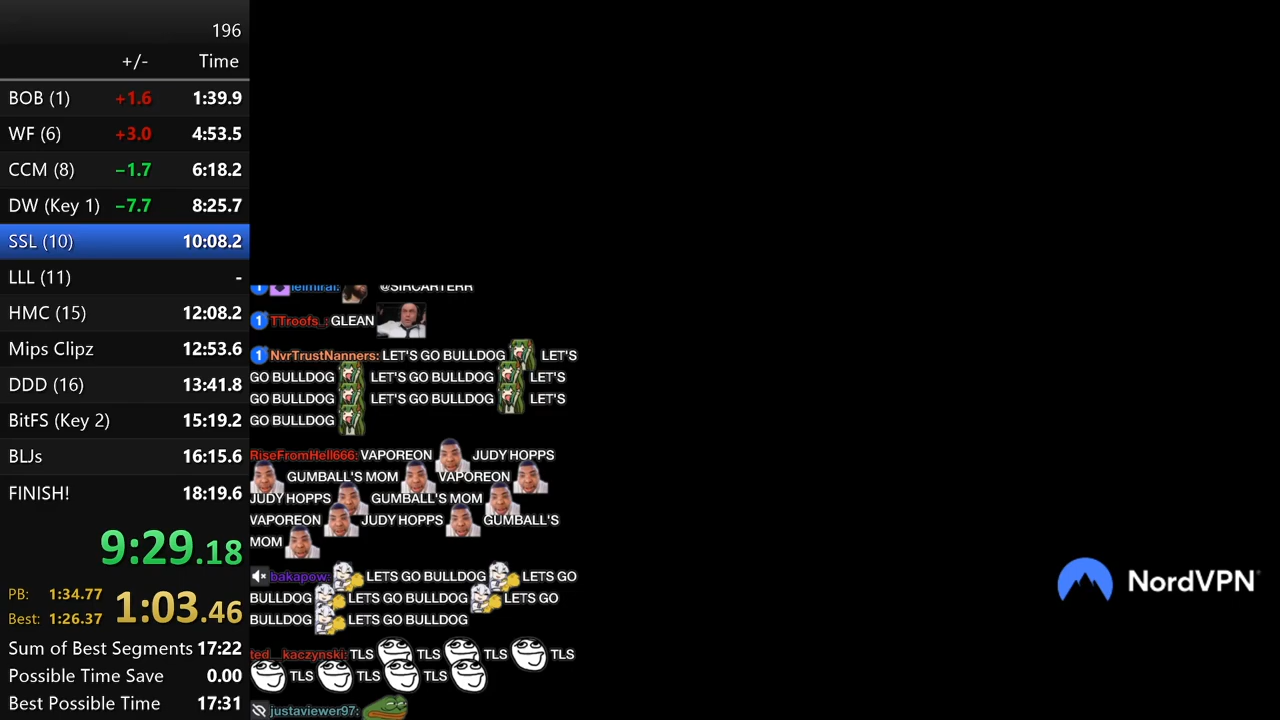 196
+/- Time
BOB (1) +1.6 1:39.9
WF (6) +3.0 4:53.5
CCM (8) −1.7 6:18.2
DW (Key 1) −7.7 8:25.7
SSL (10) 10:08.2
LLL (11) -
HMC (15) 12:08.2
Mips Clipz 12:53.6
DDD (16) 13:41.8
BitFS (Key 2) 15:19.2
BLJs 16:15.6
FINISH! 18:19.6
9:29.18
PB: 1:34.77
Best: 1:26.37
1:03.46
Sum of Best Segments 17:22
Possible Time Save 0.00
Best Possible Time 17:31
@SIRCARTERR
1 TTroofs_: GLEAN
1 NvrTrustNanners: LET'S GO BULLDOG LET'S
GO BULLDOG LET'S GO BULLDOG LET'S
GO BULLDOG LET'S GO BULLDOG LET'S
GO BULLDOG
RiseFromHell666: VAPOREON JUDY HOPPS
GUMBALL'S MOM VAPOREON
JUDY HOPPS GUMBALL'S MOM
VAPOREON JUDY HOPPS GUMBALL'S
MOM
bakapow: LETS GO BULLDOG LETS GO
BULLDOG LETS GO BULLDOG LETS GO
BULLDOG LETS GO BULLDOG
ted__kaczynski: TLS TLS TLS TLS
TLS TLS TLS
justaviewer97:
NordVPN